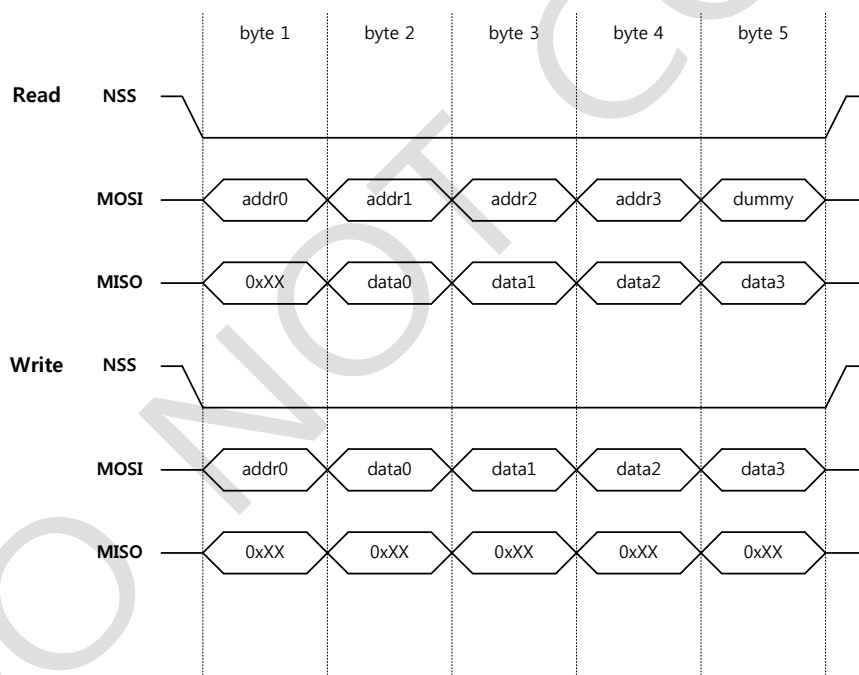 byte 1 byte 2 byte 3 byte 4 byte 5
Read NSS
MOSI addr0 addr1 addr2 addr3 dummy
MISO 0xXX data0 data1 data2 data3
Write NSS
MOSI addr0 data0 data1 data2 data3
MISO 0xXX 0xXX 0xXX 0xXX 0xXX